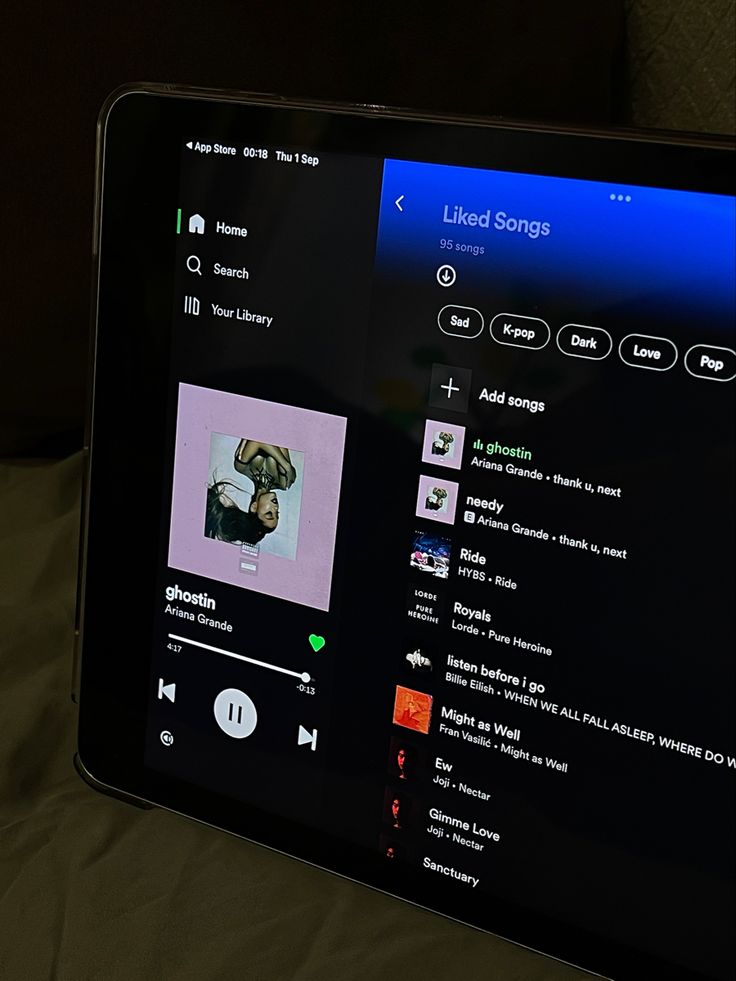 App Store 00:18 Thu 1 Sep
Home
Search
Your Library
ghostin
Ariana Grande
4:17
-0:13
Liked Songs
95 songs
Sad K-pop Dark Love Pop
Add songs
ghostin
Ariana Grande • thank u, next
needy
E Ariana Grande • thank u, next
Ride
HYBS • Ride
LORDE
PURE
HEROINE
Royals
Lorde • Pure Heroine
listen before i go
Billie Eilish • WHEN WE ALL FALL ASLEEP, WHERE DO W
Might as Well
Fran Vasilić • Might as Well
Ew
Joji • Nectar
Gimme Love
Joji • Nectar
Sanctuary